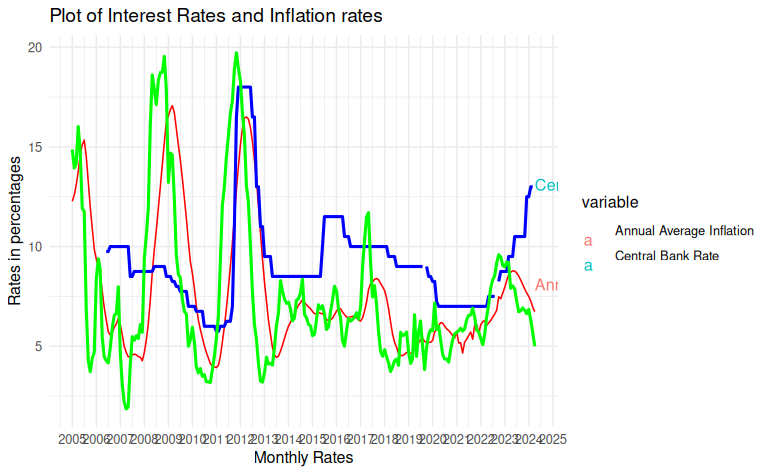 Plot of Interest Rates and Inflation rates
20
15
10
5
Rates in percentages
Cen
Ann
2005 2006 2007 2008 2009 2010 2011 2012 2013 2014 2015 2016 2017 2018 2019 2020 2021 2022 2023 2024 2025
Monthly Rates
variable
a Annual Average Inflation
a Central Bank Rate